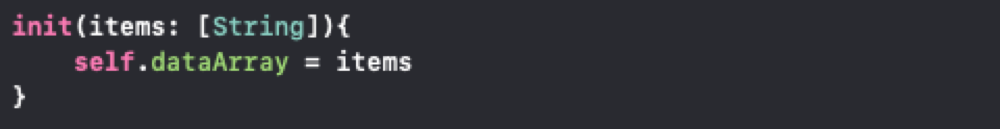 init(items: [String]){
    self.dataArray = items
}